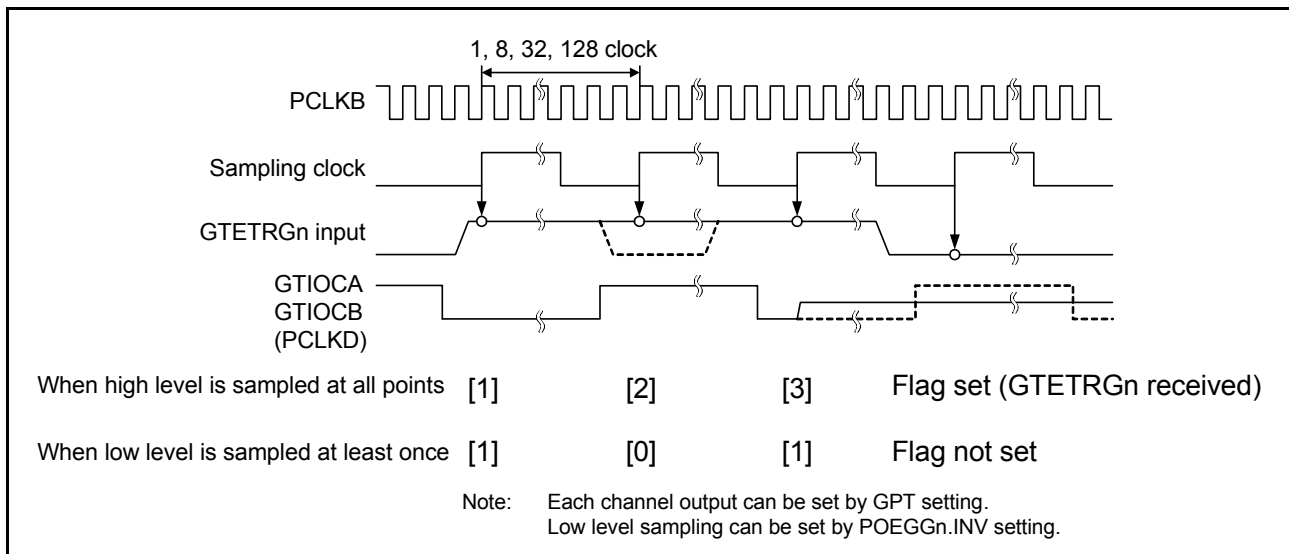 1, 8, 32, 128 clock
PCLKB
Sampling clock
GTETRGn input
GTIOCA
GTIOCB
(PCLKD)
When high level is sampled at all points [1] [2] [3] Flag set (GTETRGn received)
When low level is sampled at least once [1] [0] [1] Flag not set
Note: Each channel output can be set by GPT setting.
Low level sampling can be set by POEGGn.INV setting.